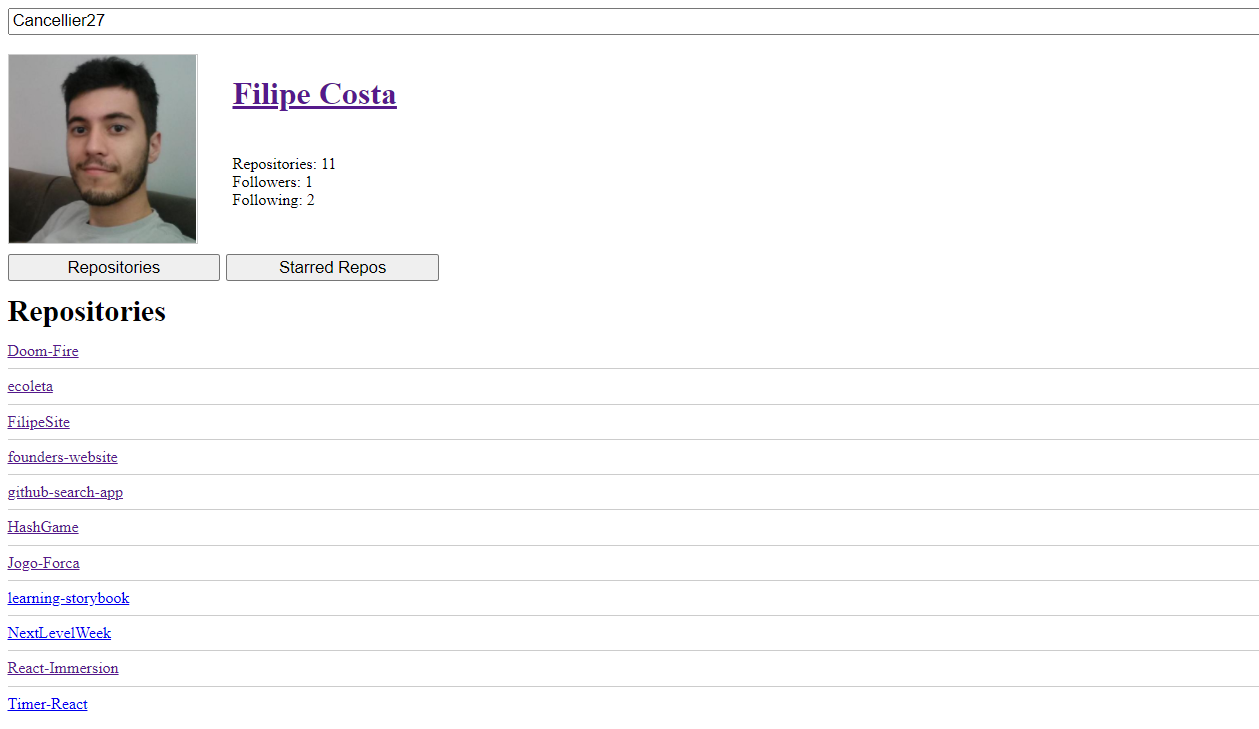 Cancellier27
Filipe Costa
Repositories: 11
Followers: 1
Following: 2
Repositories
Starred Repos
Repositories
Doom-Fire
ecoleta
FilipeSite
founders-website
github-search-app
HashGame
Jogo-Forca
learning-storybook
NextLevelWeek
React-Immersion
Timer-React